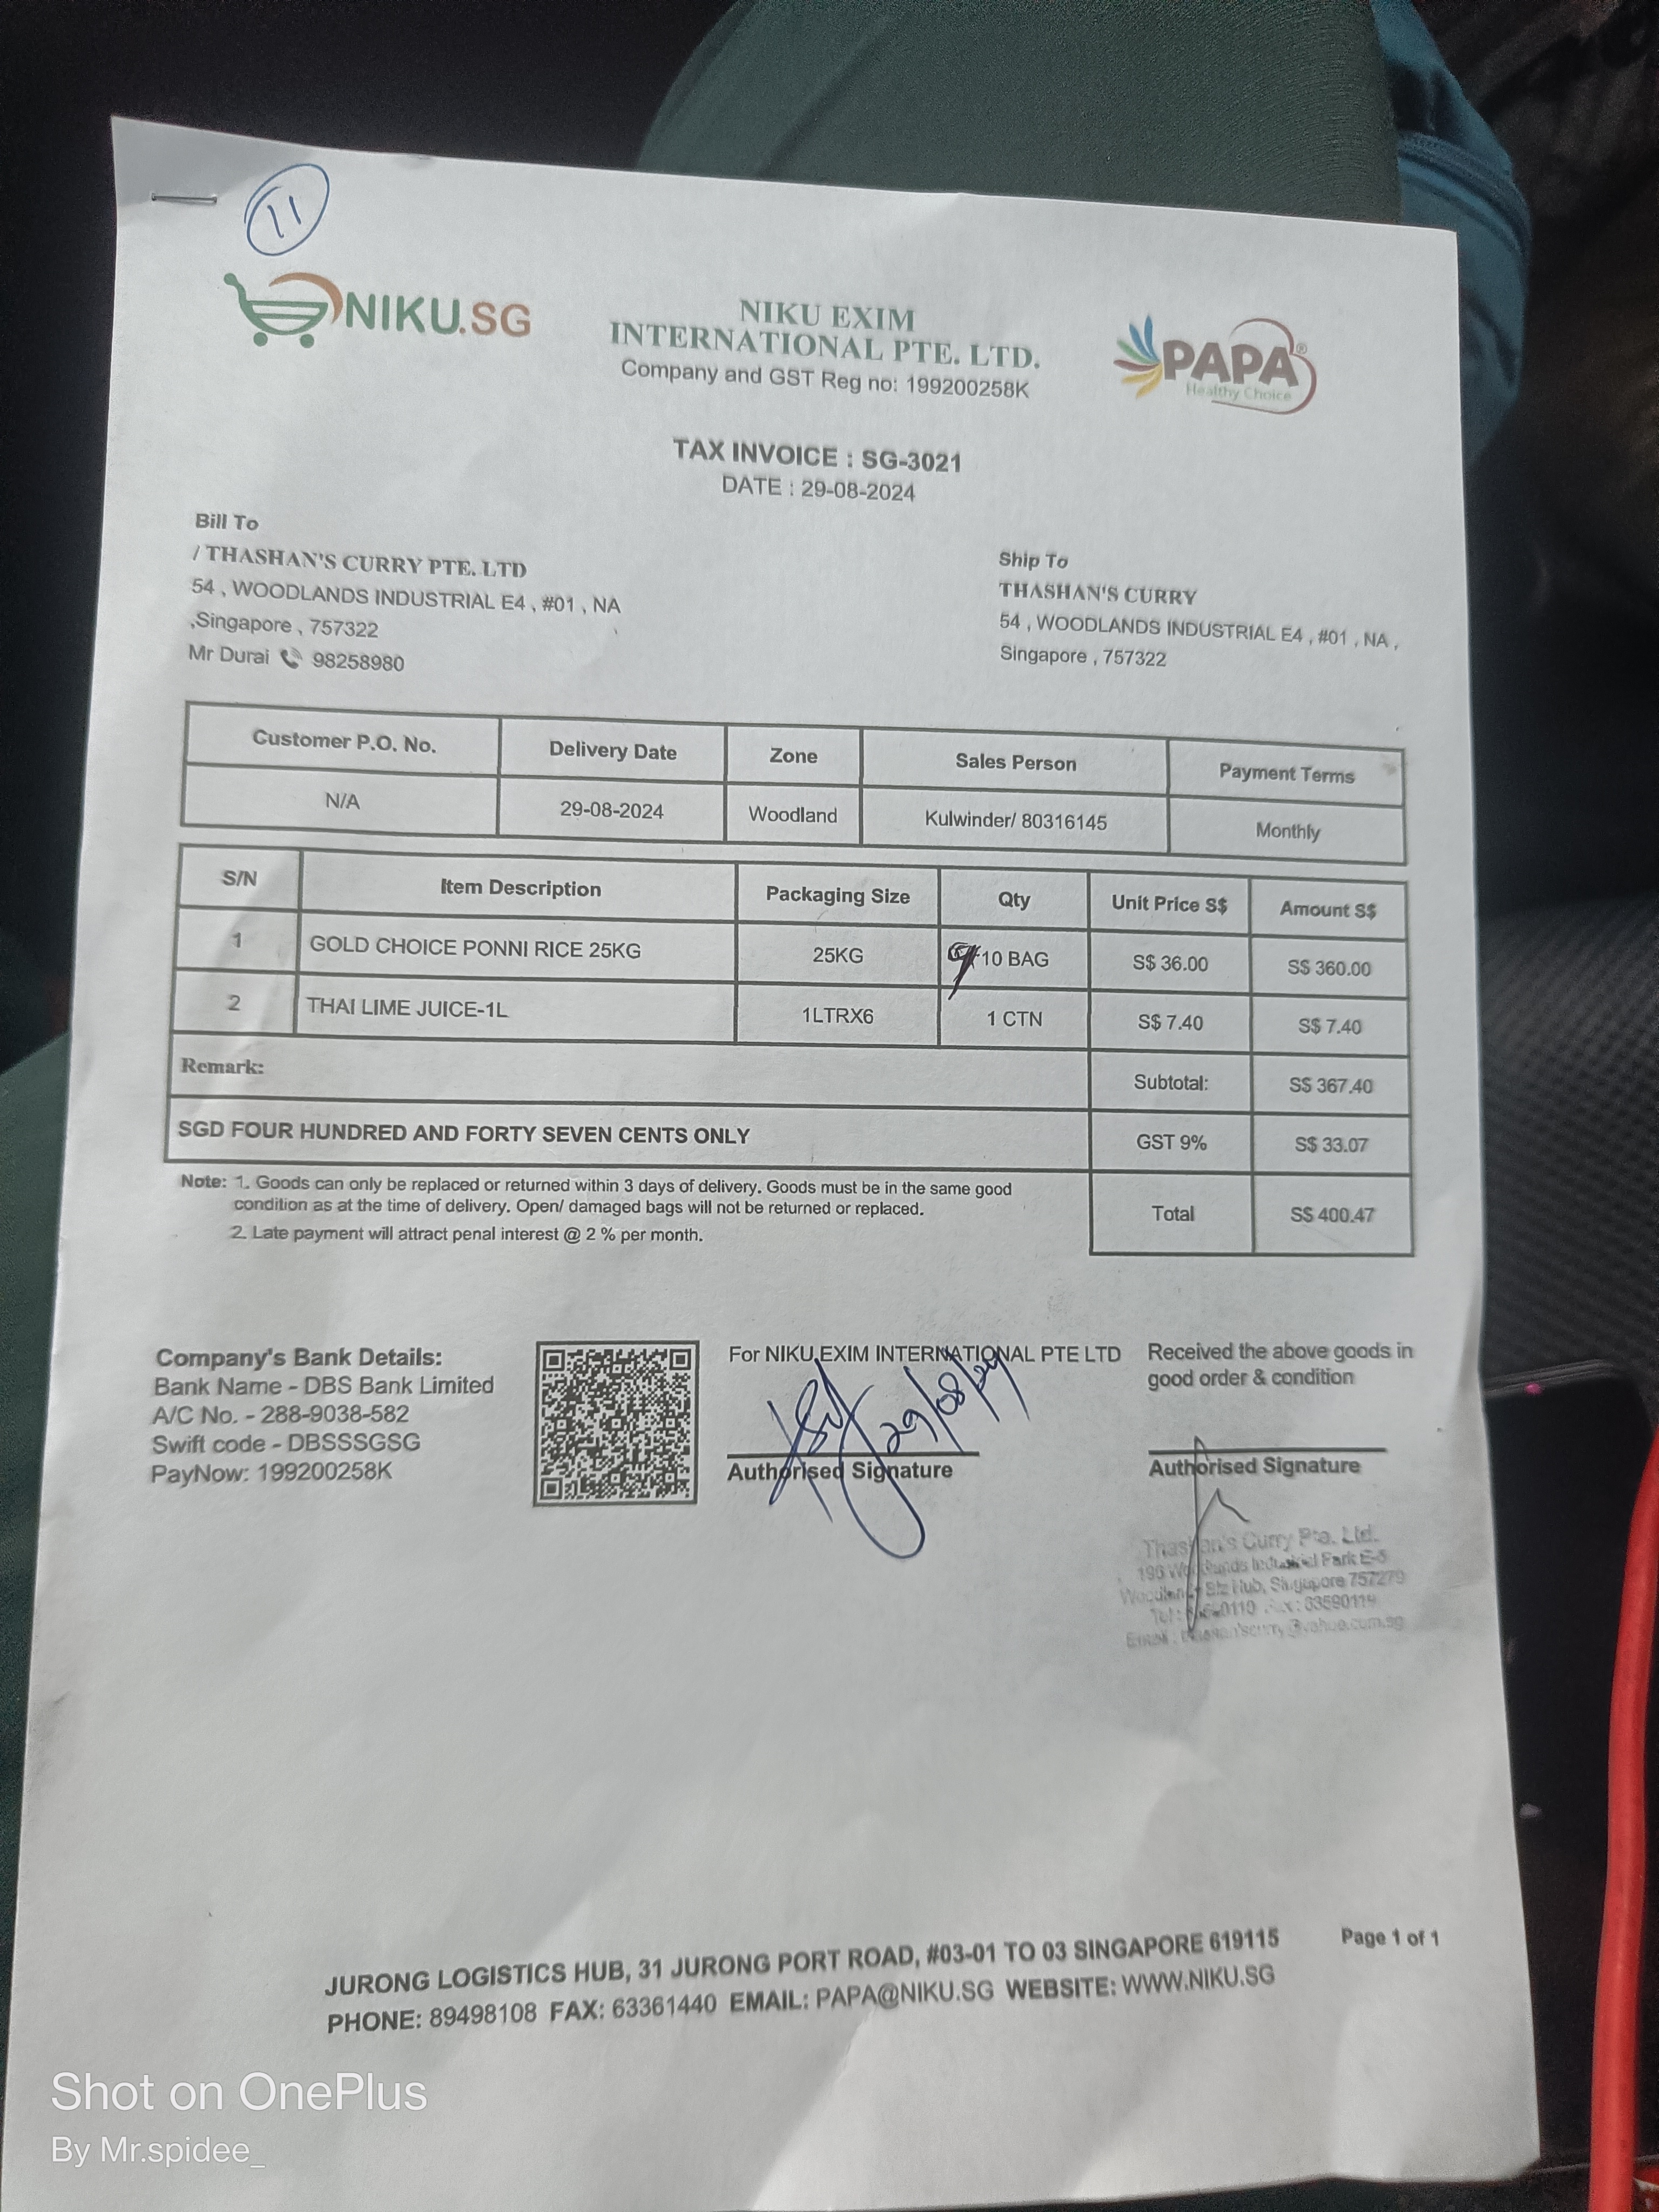 11
NIKU.SG
NIKU EXIM
INTERNATIONAL PTE. LTD.
Company and GST Reg no: 199200258K
PAPA®
Healthy Choice
TAX INVOICE : SG-3021
DATE : 29-08-2024
Bill To
/ THASHAN'S CURRY PTE. LTD
54 , WOODLANDS INDUSTRIAL E4 , #01 , NA
,Singapore , 757322
Mr Durai 98258980
Ship To
THASHAN'S CURRY
54 , WOODLANDS INDUSTRIAL E4 , #01 , NA ,
Singapore , 757322
Customer P.O. No. Delivery Date Zone Sales Person Payment Terms
N/A 29-08-2024 Woodland Kulwinder/ 80316145 Monthly
S/N Item Description Packaging Size Qty Unit Price S$ Amount S$
1 GOLD CHOICE PONNI RICE 25KG 25KG 10 BAG S$ 36.00 S$ 360.00
2 THAI LIME JUICE-1L 1LTRX6 1 CTN S$ 7.40 S$ 7.40
Remark: Subtotal: S$ 367.40
SGD FOUR HUNDRED AND FORTY SEVEN CENTS ONLY GST 9% S$ 33.07
Total S$ 400.47
Note: 1. Goods can only be replaced or returned within 3 days of delivery. Goods must be in the same good
condition as at the time of delivery. Open/ damaged bags will not be returned or replaced.
2. Late payment will attract penal interest @ 2 % per month.
Company's Bank Details:
Bank Name - DBS Bank Limited
A/C No. - 288-9038-582
Swift code - DBSSSGSG
PayNow: 199200258K
For NIKU EXIM INTERNATIONAL PTE LTD
29/08/24
Authorised Signature
Received the above goods in
good order & condition
Authorised Signature
Thashan's Curry Pte. Ltd.
Industrial Park E-5
Biz Hub, Singapore 757279
JURONG LOGISTICS HUB, 31 JURONG PORT ROAD, #03-01 TO 03 SINGAPORE 619115
PHONE: 89498108 FAX: 63361440 EMAIL: PAPA@NIKU.SG WEBSITE: WWW.NIKU.SG
Page 1 of 1
Shot on OnePlus
By Mr.spidee_